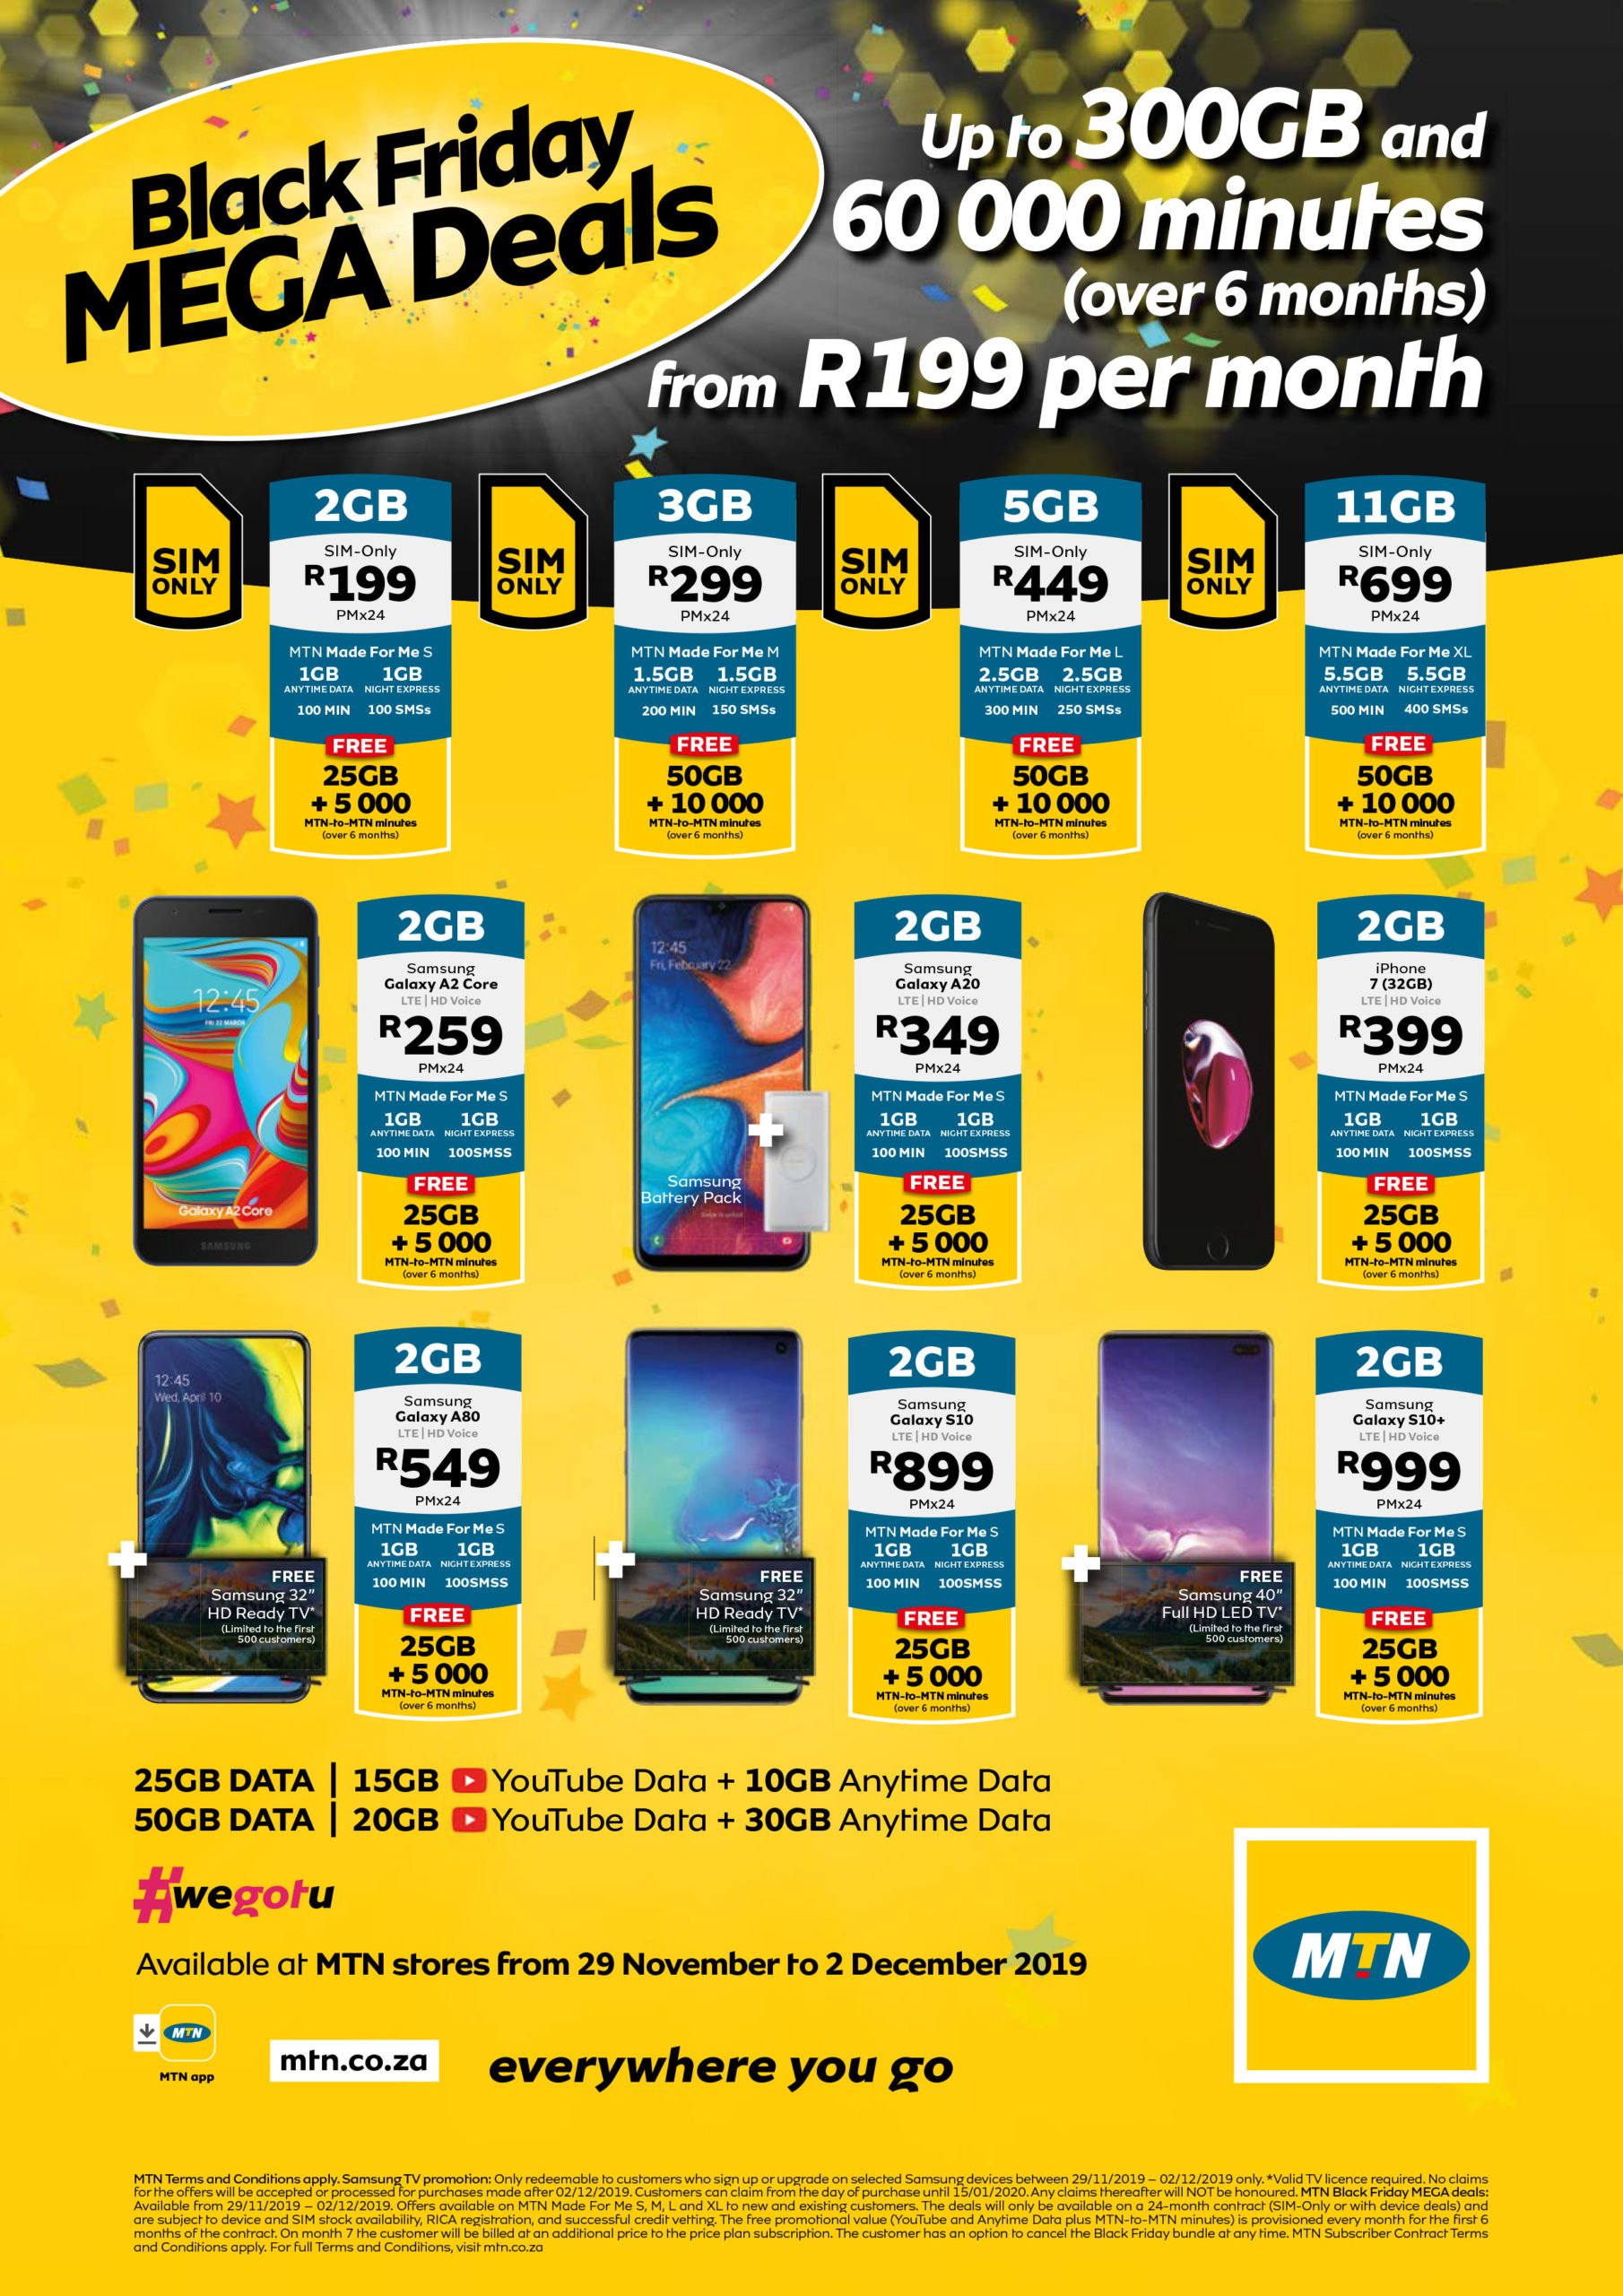 Black Friday
MEGA Deals
Up to 300GB and
60 000 minutes
(over 6 months)
from R199 per month
SIM
ONLY
2GB
SIM-Only
R199
PMx24
MTN Made For Me S
1GB 1GB
ANYTIME DATA NIGHT EXPRESS
100 MIN 100 SMSs
FREE
25GB
+ 5 000
MTN-to-MTN minutes
(over 6 months)
SIM
ONLY
3GB
SIM-Only
R299
PMx24
MTN Made For Me M
1.5GB 1.5GB
ANYTIME DATA NIGHT EXPRESS
200 MIN 150 SMSs
FREE
50GB
+ 10 000
MTN-to-MTN minutes
(over 6 months)
SIM
ONLY
5GB
SIM-Only
R449
PMx24
MTN Made For Me L
2.5GB 2.5GB
ANYTIME DATA NIGHT EXPRESS
300 MIN 250 SMSs
FREE
50GB
+ 10 000
MTN-to-MTN minutes
(over 6 months)
SIM
ONLY
11GB
SIM-Only
R699
PMx24
MTN Made For Me XL
5.5GB 5.5GB
ANYTIME DATA NIGHT EXPRESS
500 MIN 400 SMSs
FREE
50GB
+ 10 000
MTN-to-MTN minutes
(over 6 months)
12:45
FRI 22 MARCH
Galaxy A2 Core
SAMSUNG
2GB
Samsung
Galaxy A2 Core
LTE | HD Voice
R259
PMx24
MTN Made For Me S
1GB 1GB
ANYTIME DATA NIGHT EXPRESS
100 MIN 100SMSS
FREE
25GB
+ 5 000
MTN-to-MTN minutes
(over 6 months)
12:45
Fri, February 22
+
Samsung
Battery Pack
2GB
Samsung
Galaxy A20
LTE | HD Voice
R349
PMx24
MTN Made For Me S
1GB 1GB
ANYTIME DATA NIGHT EXPRESS
100 MIN 100SMSS
FREE
25GB
+ 5 000
MTN-to-MTN minutes
(over 6 months)
2GB
iPhone
7 (32GB)
LTE | HD Voice
R399
PMx24
MTN Made For Me S
1GB 1GB
ANYTIME DATA NIGHT EXPRESS
100 MIN 100SMSS
FREE
25GB
+ 5 000
MTN-to-MTN minutes
(over 6 months)
12:45
Wed, April 10
+
FREE
Samsung 32"
HD Ready TV*
(Limited to the first
500 customers)
2GB
Samsung
Galaxy A80
LTE | HD Voice
R549
PMx24
MTN Made For Me S
1GB 1GB
ANYTIME DATA NIGHT EXPRESS
100 MIN 100SMSS
FREE
25GB
+ 5 000
MTN-to-MTN minutes
(over 6 months)
+
FREE
Samsung 32"
HD Ready TV*
(Limited to the first
500 customers)
2GB
Samsung
Galaxy S10
LTE | HD Voice
R899
PMx24
MTN Made For Me S
1GB 1GB
ANYTIME DATA NIGHT EXPRESS
100 MIN 100SMSS
FREE
25GB
+ 5 000
MTN-to-MTN minutes
(over 6 months)
+
FREE
Samsung 40"
Full HD LED TV*
(Limited to the first
500 customers)
2GB
Samsung
Galaxy S10+
LTE | HD Voice
R999
PMx24
MTN Made For Me S
1GB 1GB
ANYTIME DATA NIGHT EXPRESS
100 MIN 100SMSS
FREE
25GB
+ 5 000
MTN-to-MTN minutes
(over 6 months)
25GB DATA | 15GB YouTube Data + 10GB Anytime Data
50GB DATA | 20GB YouTube Data + 30GB Anytime Data
#wegotu
Available at MTN stores from 29 November to 2 December 2019
MTN
MTN
MTN app
mtn.co.za
everywhere you go
MTN Terms and Conditions apply. Samsung TV promotion: Only redeemable to customers who sign up or upgrade on selected Samsung devices between 29/11/2019 – 02/12/2019 only. *Valid TV licence required. No claims
for the offers will be accepted or processed for purchases made after 02/12/2019. Customers can claim from the day of purchase until 15/01/2020. Any claims thereafter will NOT be honoured. MTN Black Friday MEGA deals:
Available from 29/11/2019 – 02/12/2019. Offers available on MTN Made For Me S, M, L and XL to new and existing customers. The deals will only be available on a 24-month contract (SIM-Only or with device deals) and
are subject to device and SIM stock availability, RICA registration, and successful credit vetting. The free promotional value (YouTube and Anytime Data plus MTN-to-MTN minutes) is provisioned every month for the first 6
months of the contract. On month 7 the customer will be billed at an additional price to the price plan subscription. The customer has an option to cancel the Black Friday bundle at any time. MTN Subscriber Contract Terms
and Conditions apply. For full Terms and Conditions, visit mtn.co.za